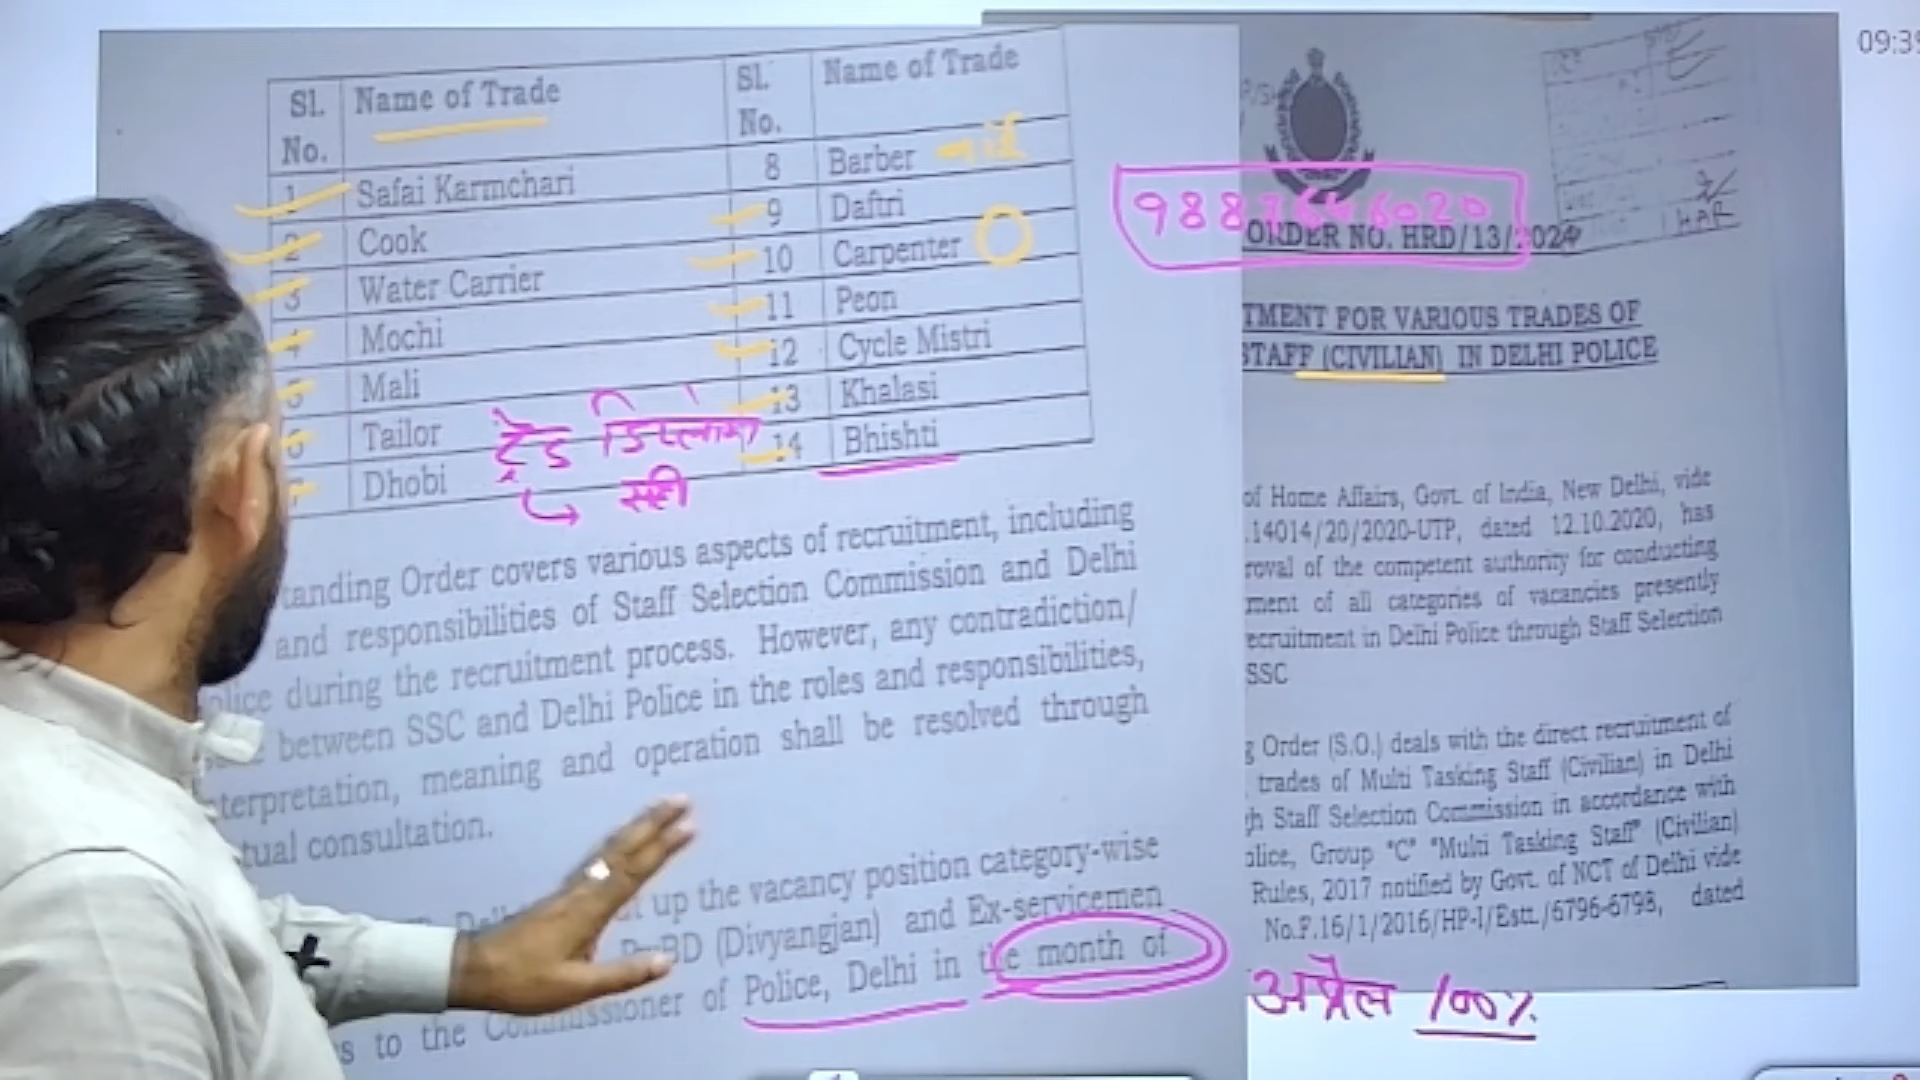 09:39
Sl. No. Name of Trade Sl. No. Name of Trade
1 Safai Karmchari 8 Barber
2 Cook 9 Daftri
3 Water Carrier 10 Carpenter
4 Mochi 11 Peon
5 Mali 12 Cycle Mistri
6 Tailor 13 Khalasi
7 Dhobi 14 Bhishti
ट्रेड डिप्लोमा
सही
tanding Order covers various aspects of recruitment, including
and responsibilities of Staff Selection Commission and Delhi
olice during the recruitment process. However, any contradiction/
between SSC and Delhi Police in the roles and responsibilities,
terpretation, meaning and operation shall be resolved through
tual consultation.
up the vacancy position category-wise
PwBD (Divyangjan) and Ex-servicemen
s to the Commissioner of Police, Delhi in the month of
ORDER NO. HRD/13/2024
TMENT FOR VARIOUS TRADES OF
STAFF (CIVILIAN) IN DELHI POLICE
of Home Affairs, Govt. of India, New Delhi, vide
.14014/20/2020-UTP, dated 12.10.2020, has
roval of the competent authority for conducting
ment of all categories of vacancies presently
ecruitment in Delhi Police through Staff Selection
SSC
g Order (S.O.) deals with the direct recruitment of
trades of Multi Tasking Staff (Civilian) in Delhi
gh Staff Selection Commission in accordance with
olice, Group "C" "Multi Tasking Staff" (Civilian)
Rules, 2017 notified by Govt. of NCT of Delhi vide
No.F.16/1/2016/HP-I/Estt./6796-6798, dated
अप्रैल 100%